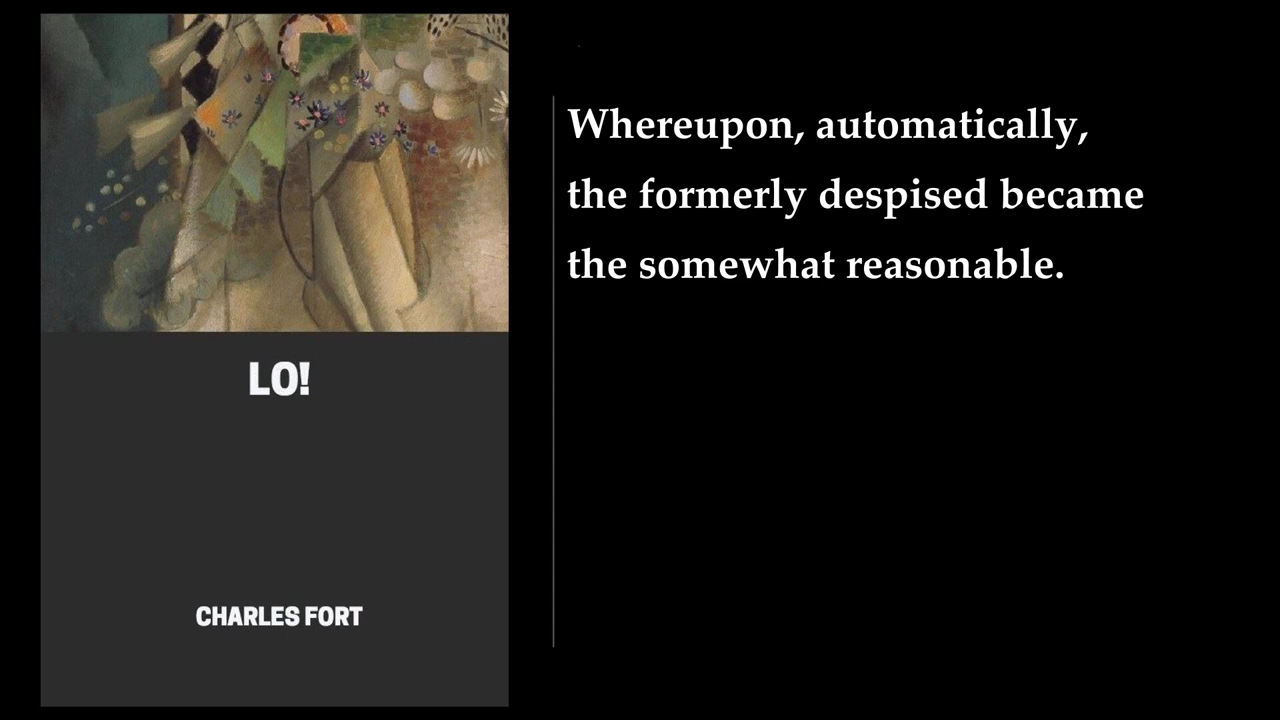 LO!
CHARLES FORT
Whereupon, automatically,
the formerly despised became
the somewhat reasonable.